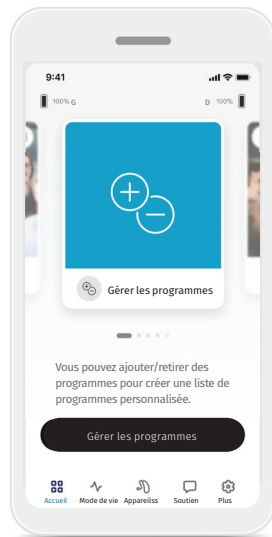 9:41
100% G D 100%
Gérer les programmes
Vous pouvez ajouter/retirer des
programmes pour créer une liste de
programmes personnalisée.
Gérer les programmes
Accueil Mode de vie Appareilss Soutien Plus